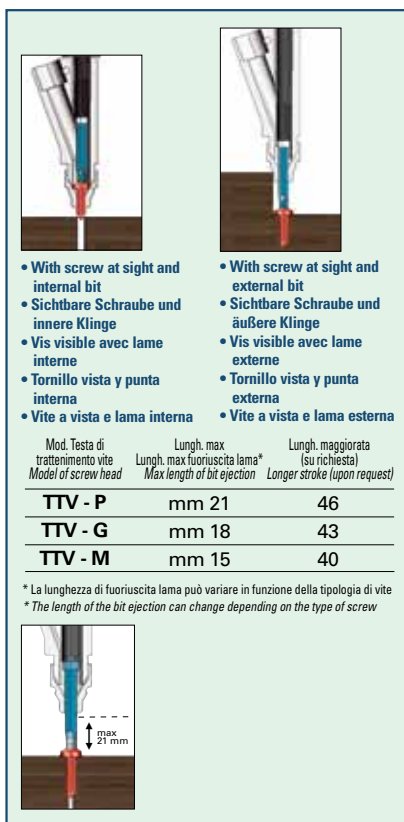 • With screw at sight and
internal bit
• Sichtbare Schraube und
innere Klinge
• Vis visible avec lame
interne
• Tornillo vista y punta
interna
• Vite a vista e lama interna
• With screw at sight and
external bit
• Sichtbare Schraube und
äußere Klinge
• Vis visible avec lame
externe
• Tornillo vista y punta
externa
• Vite a vista e lama esterna
Mod. Testa di
trattenimento vite
Model of screw head
Lungh. max
Lungh. max fuoriuscita lama*
Max length of bit ejection
Lungh. maggiorata
(su richiesta)
Longer stroke (upon request)
TTV - P mm 21 46
TTV - G mm 18 43
TTV - M mm 15 40
* La lunghezza di fuoriuscita lama può variare in funzione della tipologia di vite
* The length of the bit ejection can change depending on the type of screw
max
21 mm